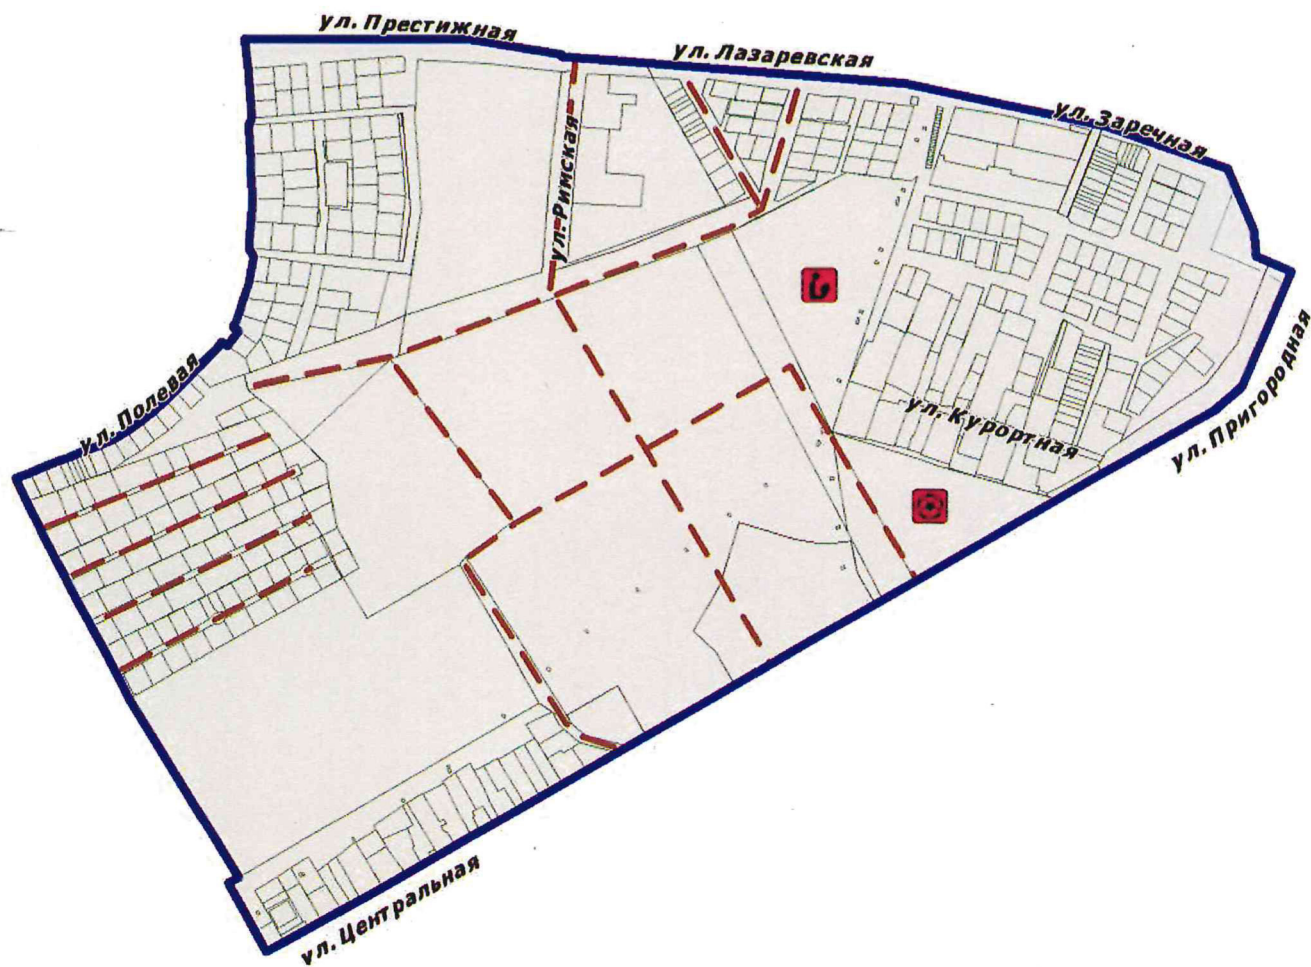 ул. Престижная
ул. Лазаревская
ул. Заречная
ул. Римская
ул. Полевая
ул. Курортная
ул. Пригородная
ул. Центральная